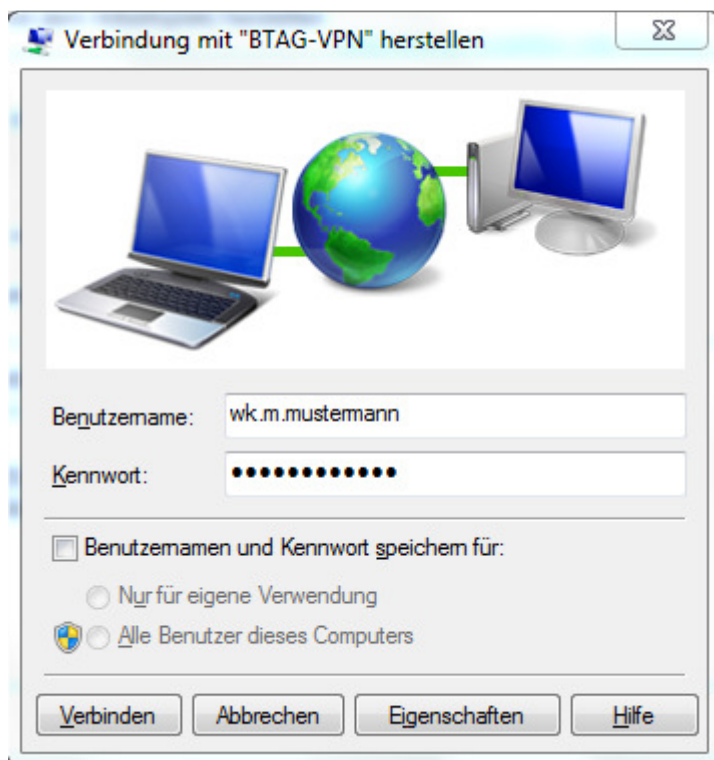 Verbindung mit "BTAG-VPN" herstellen
Benutzername: wk.m.mustermann
Kennwort: ●●●●●●●●●●●●
Benutzernamen und Kennwort speichern für:
Nur für eigene Verwendung
Alle Benutzer dieses Computers
Verbinden Abbrechen Eigenschaften Hilfe